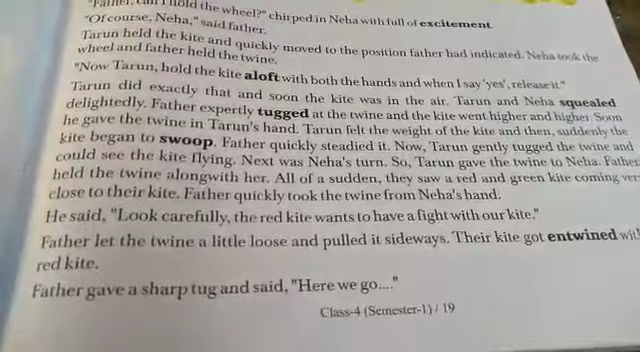 "Father, can I hold the wheel?" chirped in Neha with full of excitement
"Of course, Neha," said father.
Tarun held the kite and quickly moved to the position father had indicated. Neha took the
wheel and father held the twine.
"Now Tarun, hold the kite aloft with both the hands and when I say 'yes', release it."
Tarun did exactly that and soon the kite was in the air. Tarun and Neha squealed
delightedly. Father expertly tugged at the twine and the kite went higher and higher. Soon
he gave the twine in Tarun's hand. Tarun felt the weight of the kite and then, suddenly the
kite began to swoop. Father quickly steadied it. Now, Tarun gently tugged the twine and
could see the kite flying. Next was Neha's turn. So, Tarun gave the twine to Neha. Father
held the twine alongwith her. All of a sudden, they saw a red and green kite coming
close to their kite. Father quickly took the twine from Neha's hand.
He said, "Look carefully, the red kite wants to have a fight with our kite."
Father let the twine a little loose and pulled it sideways. Their kite got entwined
red kite.
Father gave a sharp tug and said, "Here we go...."
Class-4 (Semester-1) / 19